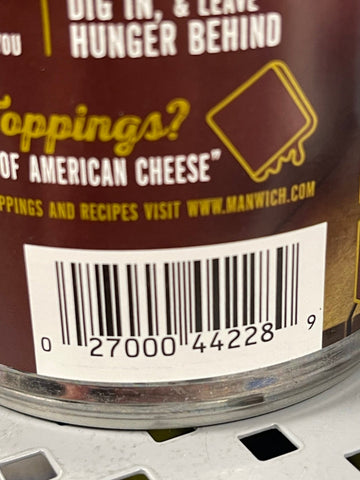 DIG IN, & LEAVE
YOU HUNGER BEHIND
Toppings?
OF AMERICAN CHEESE"
PPINGS AND RECIPES VISIT WWW.MANWICH.COM
0 27000 44228 9